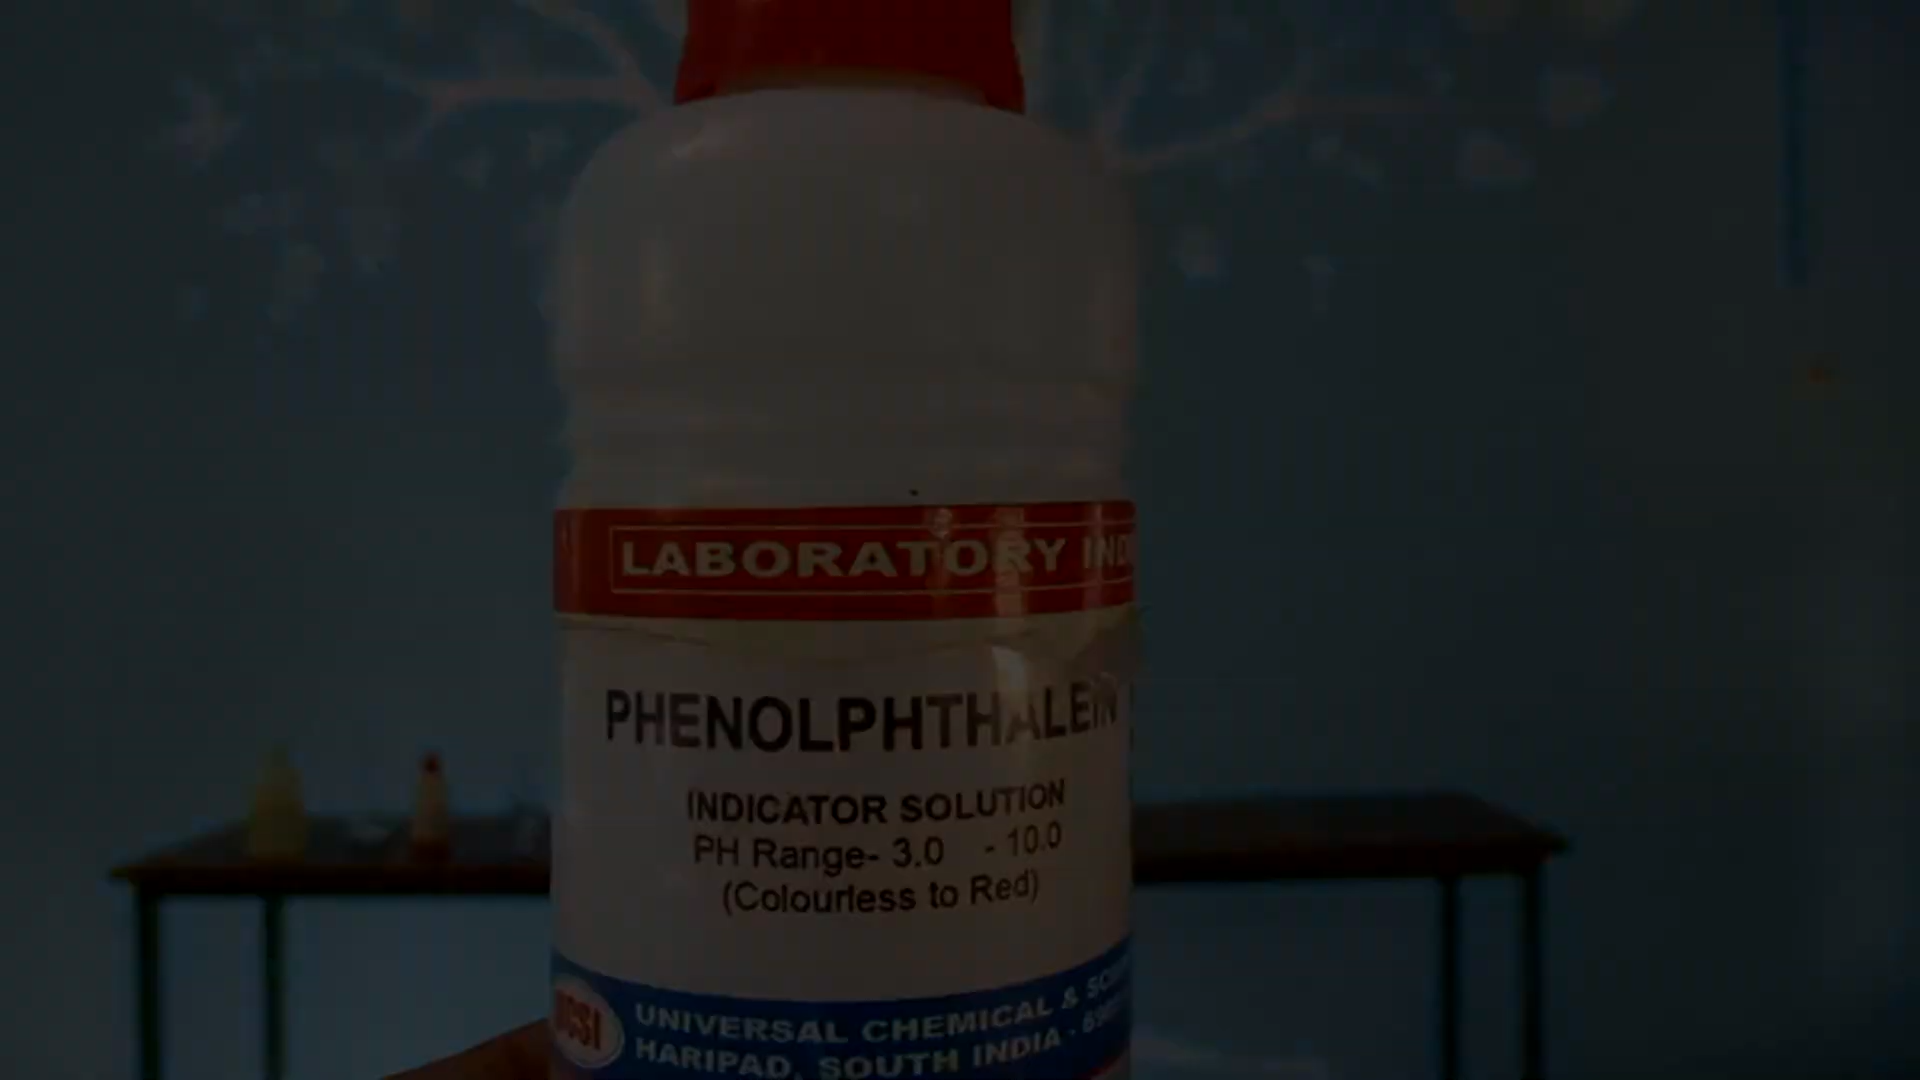 LABORATORY
PHENOLPHTHALEIN
INDICATOR SOLUTION
PH Range- 3.0 - 10.0
(Colourless to Red)
UNIVERSAL CHEMICAL &
HARIPAD, SOUTH INDIA -